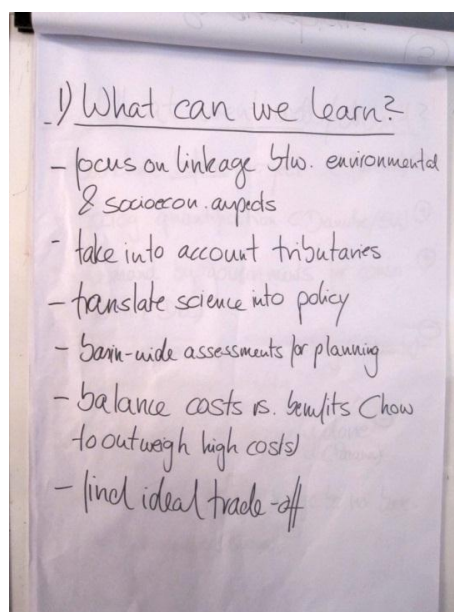 1) What can we learn?
- focus on linkage btw. environmental
& socioecon. aspects
- take into account tributaries
- translate science into policy
- basin-wide assessments for planning
- balance costs vs. benefits (how
to outweigh high costs)
- find ideal trade-off